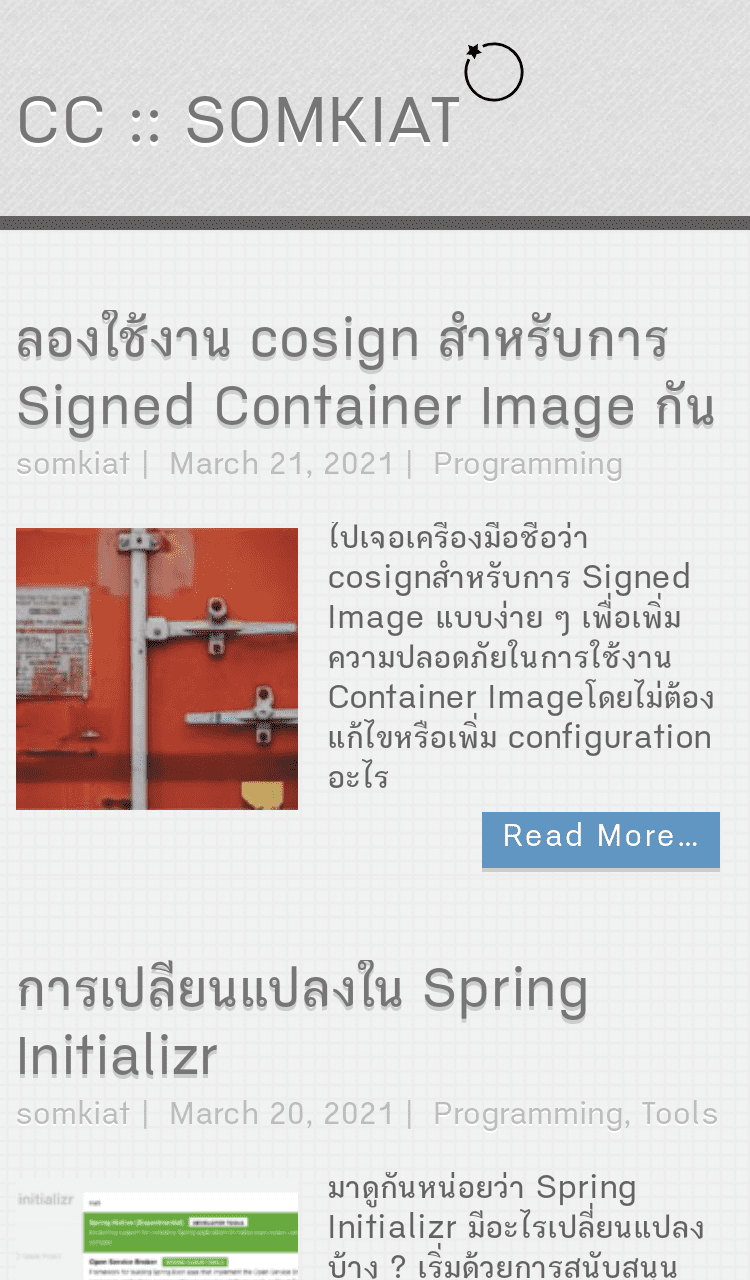 CC :: SOMKIAT
ลองใช้งาน cosign สำหรับการ
Signed Container Image กัน
somkiat | March 21, 2021 | Programming
ไปเจอเครื่องมือชื่อว่า
cosignสำหรับการ Signed
Image แบบง่าย ๆ เพื่อเพิ่ม
ความปลอดภัยในการใช้งาน
Container Imageโดยไม่ต้อง
แก้ไขหรือเพิ่ม configuration
อะไร
Read More…
การเปลี่ยนแปลงใน Spring
Initializr
somkiat | March 20, 2021 | Programming, Tools
มาดูกันหน่อยว่า Spring
initializr
Initializr มีอะไรเปลี่ยนแปลง
Spring Native [Experimental] DEVELOPER TOOLS
Open Service Broker
บ้าง ? เริ่มด้วยการสนับสนุน